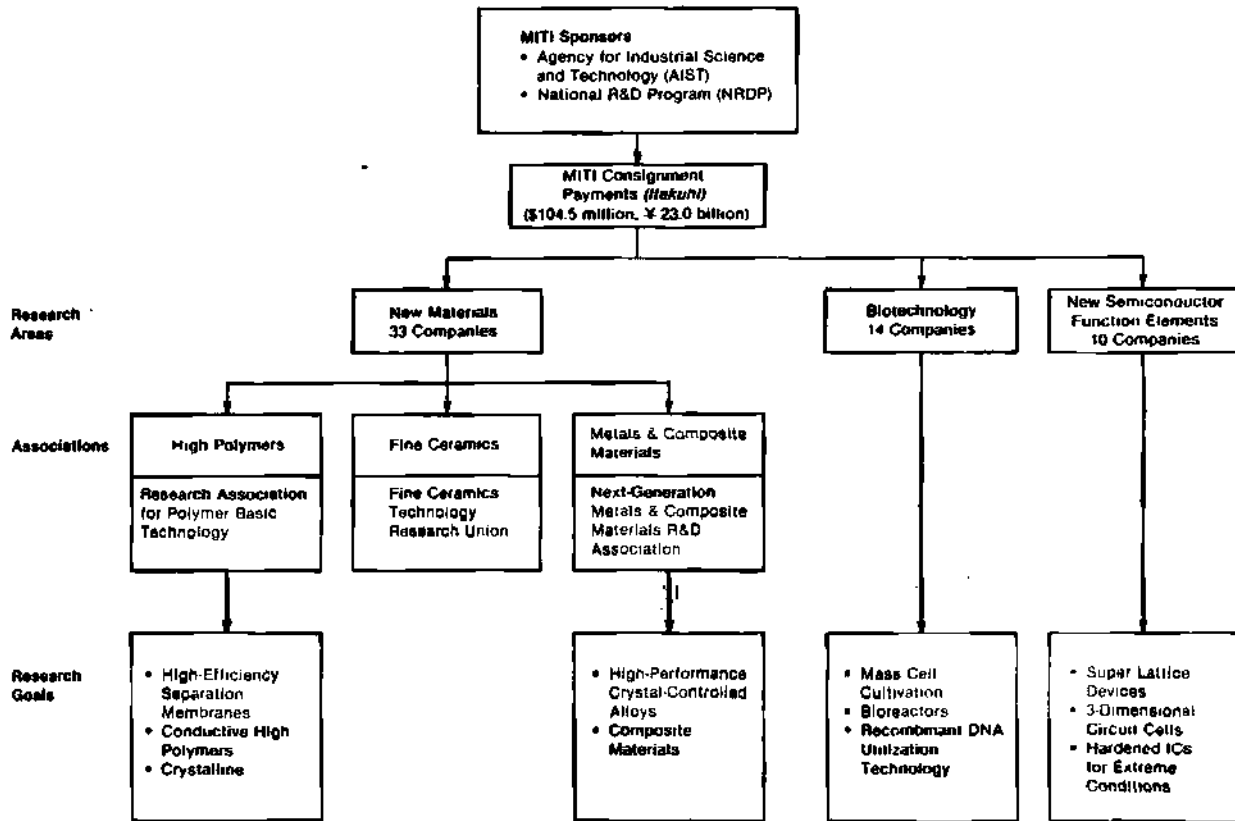 MITI Sponsors
• Agency for Industrial Science
and Technology (AIST)
• National R&D Program (NRDP)
MITI Consignment
Payments (Itakuhi)
($104.5 million, ¥ 23.0 billion)
Research
Areas
New Materials
33 Companies
Biotechnology
14 Companies
New Semiconductor
Function Elements
10 Companies
Associations
High Polymers
Research Association
for Polymer Basic
Technology
Fine Ceramics
Fine Ceramics
Technology
Research Union
Metals & Composite
Materials
Next-Generation
Metals & Composite
Materials R&D
Association
Research
Goals
• High-Efficiency
Separation
Membranes
• Conductive High
Polymers
• Crystalline
• High-Performance
Crystal-Controlled
Alloys
• Composite
Materials
• Mass Cell
Cultivation
• Bioreactors
• Recombinant DNA
Utilization
Technology
• Super Lattice
Devices
• 3-Dimensional
Circuit Cells
• Hardened ICs
for Extreme
Conditions